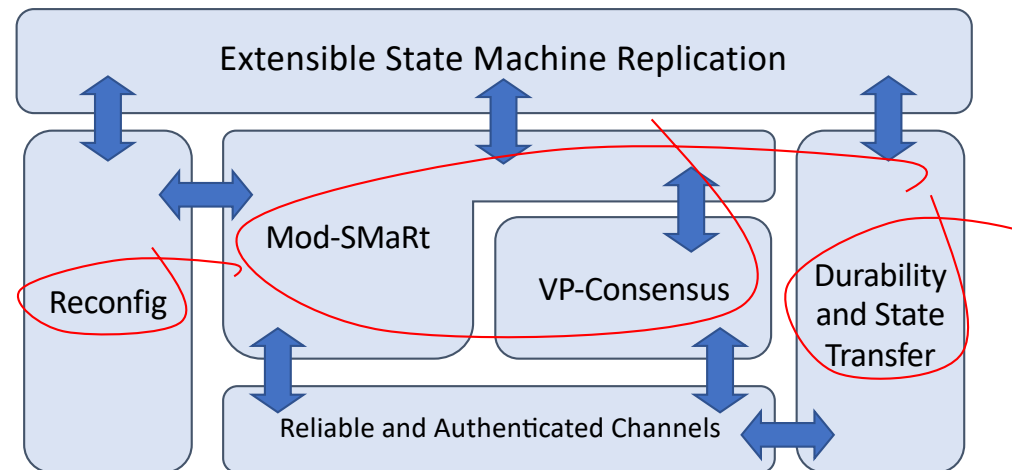 Extensible State Machine Replication
Mod-SMaRt
Reconfig
VP-Consensus
Durability
and State
Transfer
Reliable and Authenticated Channels